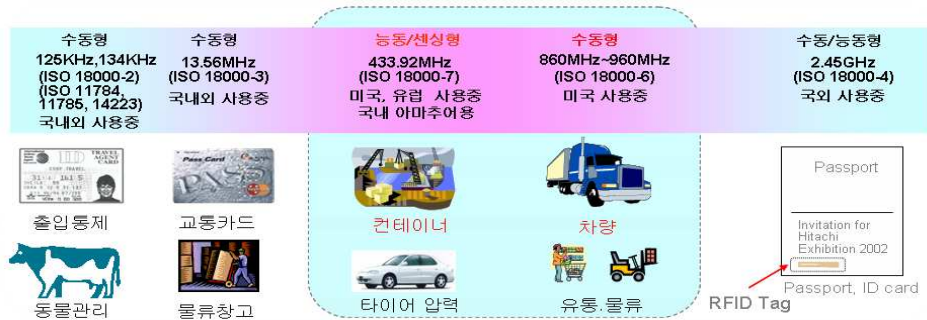 수동형
125KHz,134KHz
(ISO 18000-2)
(ISO 11784,
11785, 14223)
국내외 사용중
수동형
13.56MHz
(ISO 18000-3)
국내외 사용중
능동/센싱형
433.92MHz
(ISO 18000-7)
미국, 유럽 사용중
국내 아마추어용
수동형
860MHz~960MHz
(ISO 18000-6)
미국 사용중
수동/능동형
2.45GHz
(ISO 18000-4)
국외 사용중
TRAVEL
AGENT
CARD
출입통제
Pass Card
PASS
교통카드
컨테이너
차량
Passport
Invitation for
Hitachi
Exhibition 2002
동물관리
물류창고
타이어 압력
유통.물류
RFID Tag
Passport, ID card